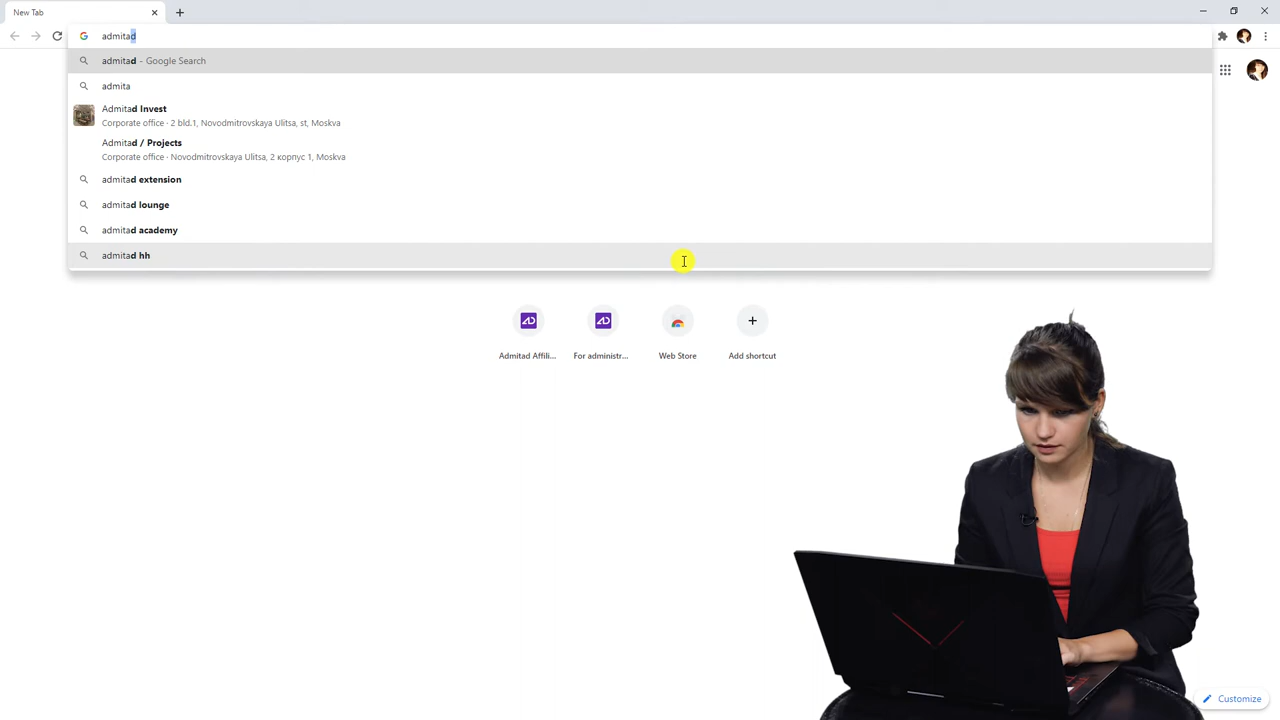 New Tab
admitad
admitad - Google Search
admita
Admitad Invest
Corporate office · 2 bld.1, Novodmitrovskaya Ulitsa, st, Moskva
Admitad / Projects
Corporate office · Novodmitrovskaya Ulitsa, 2 корпус 1, Moskva
admitad extension
admitad lounge
admitad academy
admitad hh
Admitad Affili...
For administr...
Web Store
Add shortcut
Customize